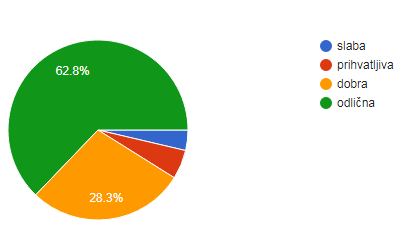 slaba
prihvatljiva
dobra
odlična
62.8%
28.3%